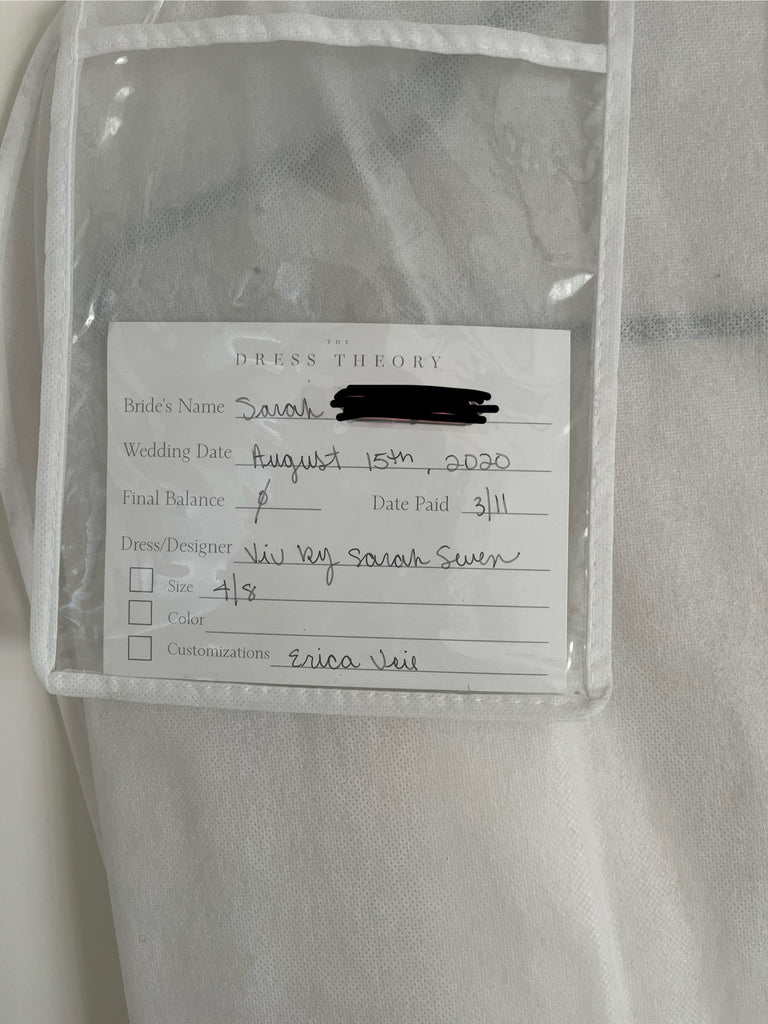 THE
DRESS THEORY
Bride's Name Sarah
Wedding Date August 15th, 2020
Final Balance ∅ Date Paid 3/11
Dress/Designer Viv by Sarah Seven
Size 4/8
Color
Customizations Erica Veil